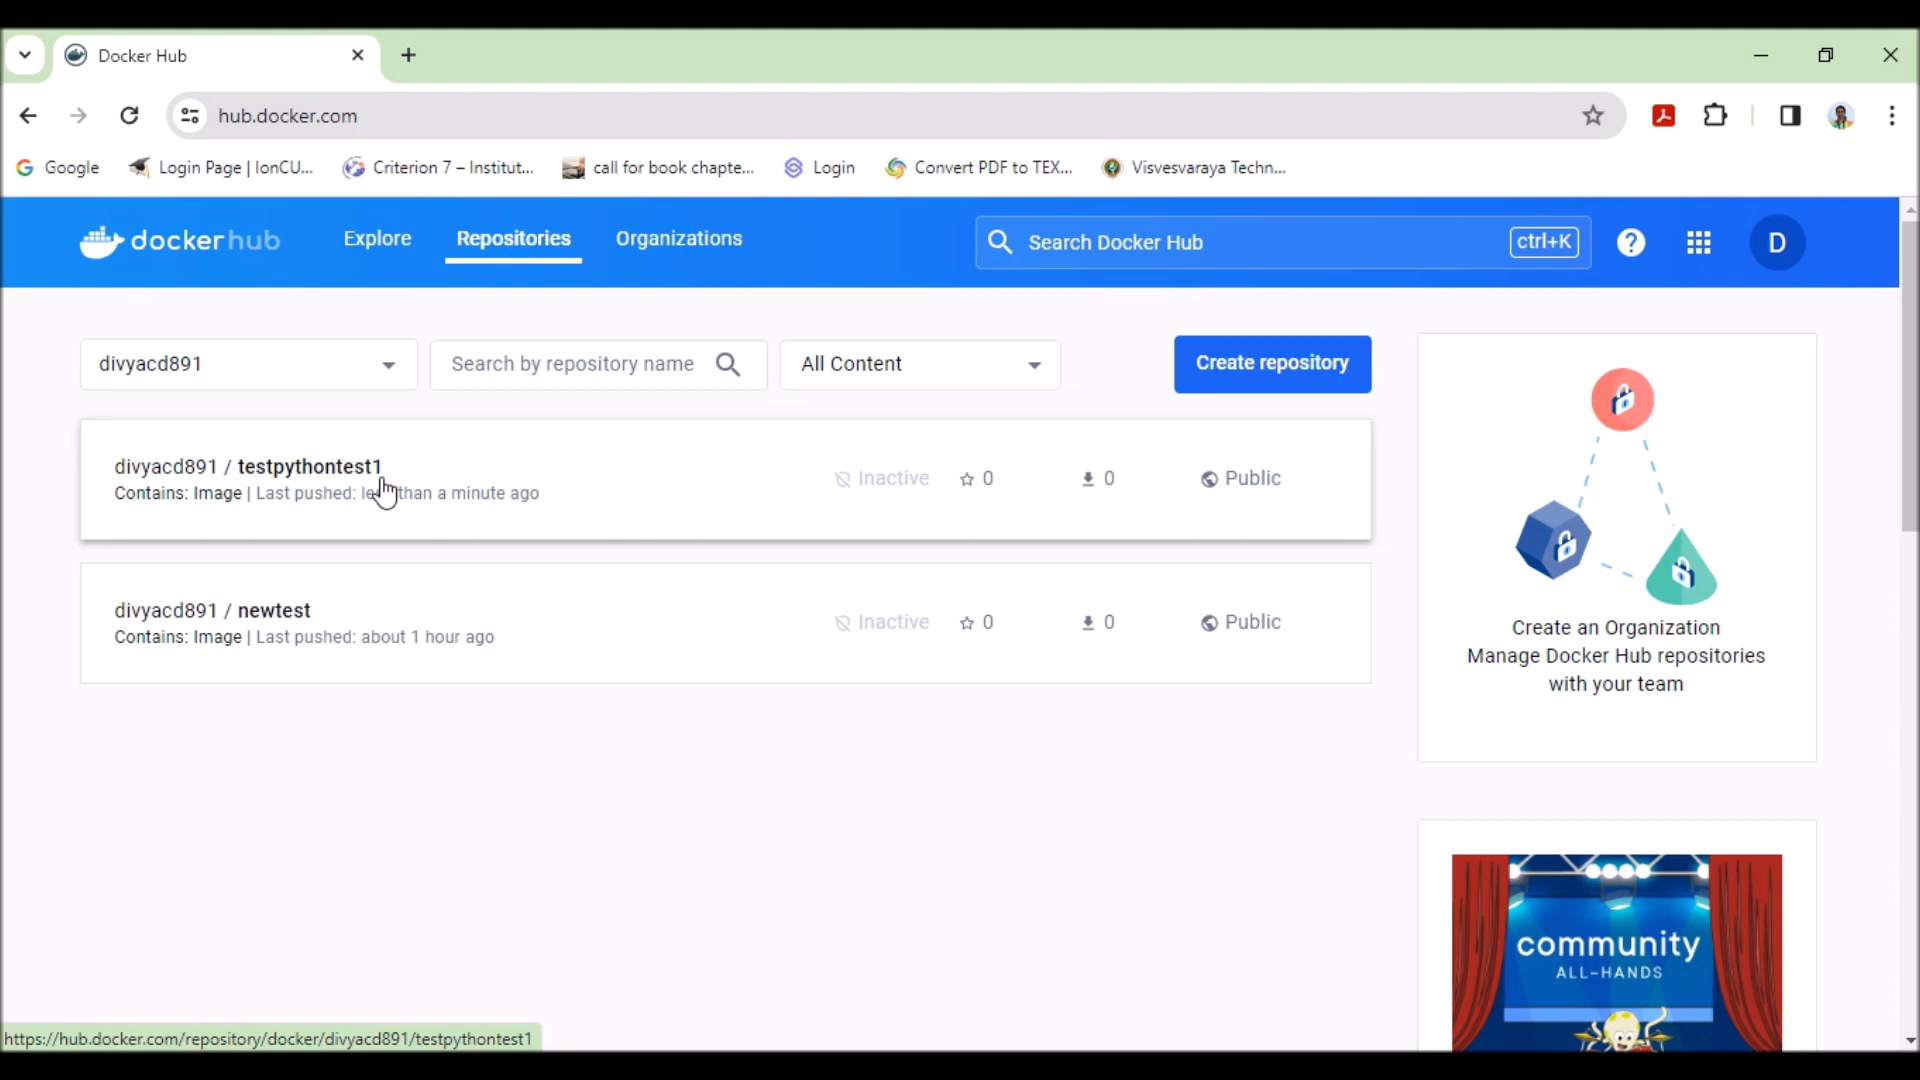 Docker Hub
hub.docker.com
Google
Login Page | IonCU...
Criterion 7 – Institut...
call for book chapte...
Login
Convert PDF to TEX...
Visvesvaraya Techn...
dockerhub
Explore
Repositories
Organizations
Search Docker Hub
ctrl+K
D
divyacd891
Search by repository name
All Content
Create repository
divyacd891 / testpythontest1
Contains: Image | Last pushed: than a minute ago
Inactive
0
0
Public
divyacd891 / newtest
Contains: Image | Last pushed: about 1 hour ago
Inactive
0
0
Public
Create an Organization
Manage Docker Hub repositories
with your team
community
ALL-HANDS
https://hub.docker.com/repository/docker/divyacd891/testpythontest1